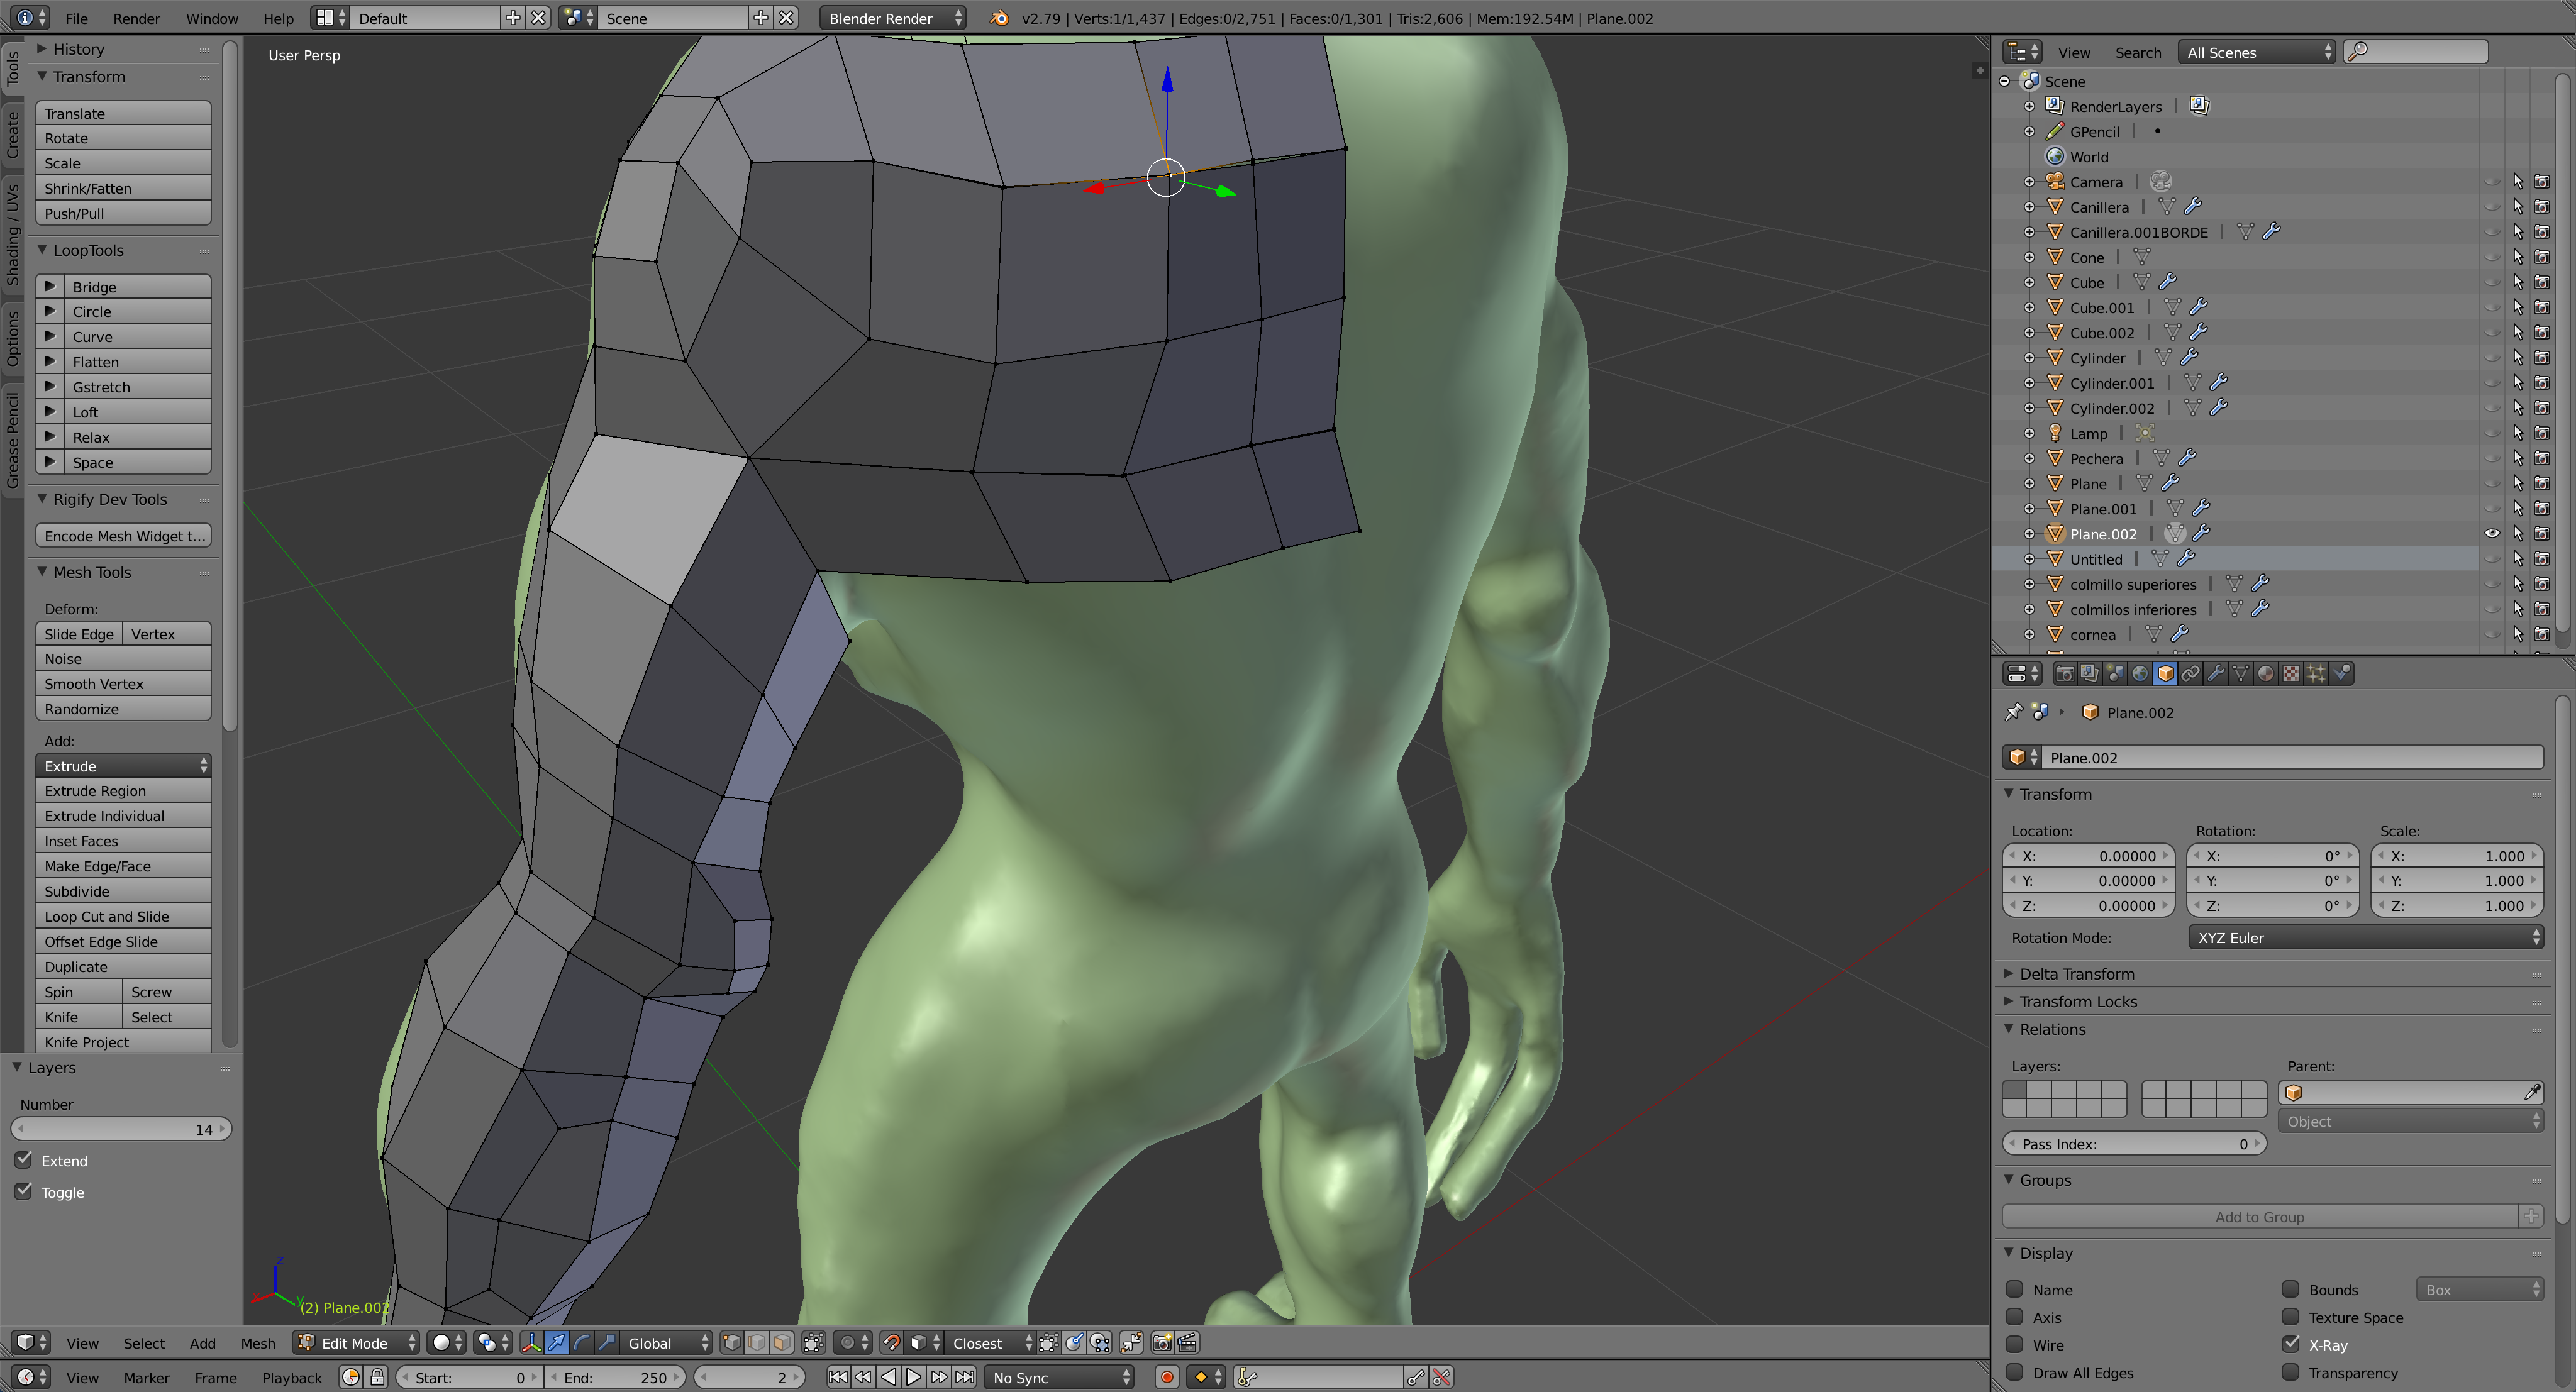 File Render Window Help Default Scene Blender Render v2.79 | Verts:1/1,437 | Edges:0/2,751 | Faces:0/1,301 | Tris:2,606 | Mem:192.54M | Plane.002
Tools
Create
Shading / UVs
Options
Grease Pencil
History
Transform
Translate
Rotate
Scale
Shrink/Fatten
Push/Pull
LoopTools
Bridge
Circle
Curve
Flatten
Gstretch
Loft
Relax
Space
Rigify Dev Tools
Encode Mesh Widget t...
Mesh Tools
Deform:
Slide Edge Vertex
Noise
Smooth Vertex
Randomize
Add:
Extrude
Extrude Region
Extrude Individual
Inset Faces
Make Edge/Face
Subdivide
Loop Cut and Slide
Offset Edge Slide
Duplicate
Spin Screw
Knife Select
Knife Project
Layers
Number
14
Extend
Toggle
User Persp
z
x
y
(2) Plane.002
View Select Add Mesh Edit Mode Global Closest
View Marker Frame Playback Start: 0 End: 250 2 No Sync
View Search All Scenes
Scene
RenderLayers |
GPencil |
World
Camera |
Canillera |
Canillera.001BORDE |
Cone |
Cube |
Cube.001 |
Cube.002 |
Cylinder |
Cylinder.001 |
Cylinder.002 |
Lamp |
Pechera |
Plane |
Plane.001 |
Plane.002 |
Untitled |
colmillo superiores |
colmillos inferiores |
cornea |
Plane.002
Plane.002
Transform
Location: Rotation: Scale:
X: 0.00000 X: 0° X: 1.000
Y: 0.00000 Y: 0° Y: 1.000
Z: 0.00000 Z: 0° Z: 1.000
Rotation Mode: XYZ Euler
Delta Transform
Transform Locks
Relations
Layers: Parent:
Object
Pass Index: 0
Groups
Add to Group
Display
Name Bounds Box
Axis Texture Space
Wire X-Ray
Draw All Edges Transparency